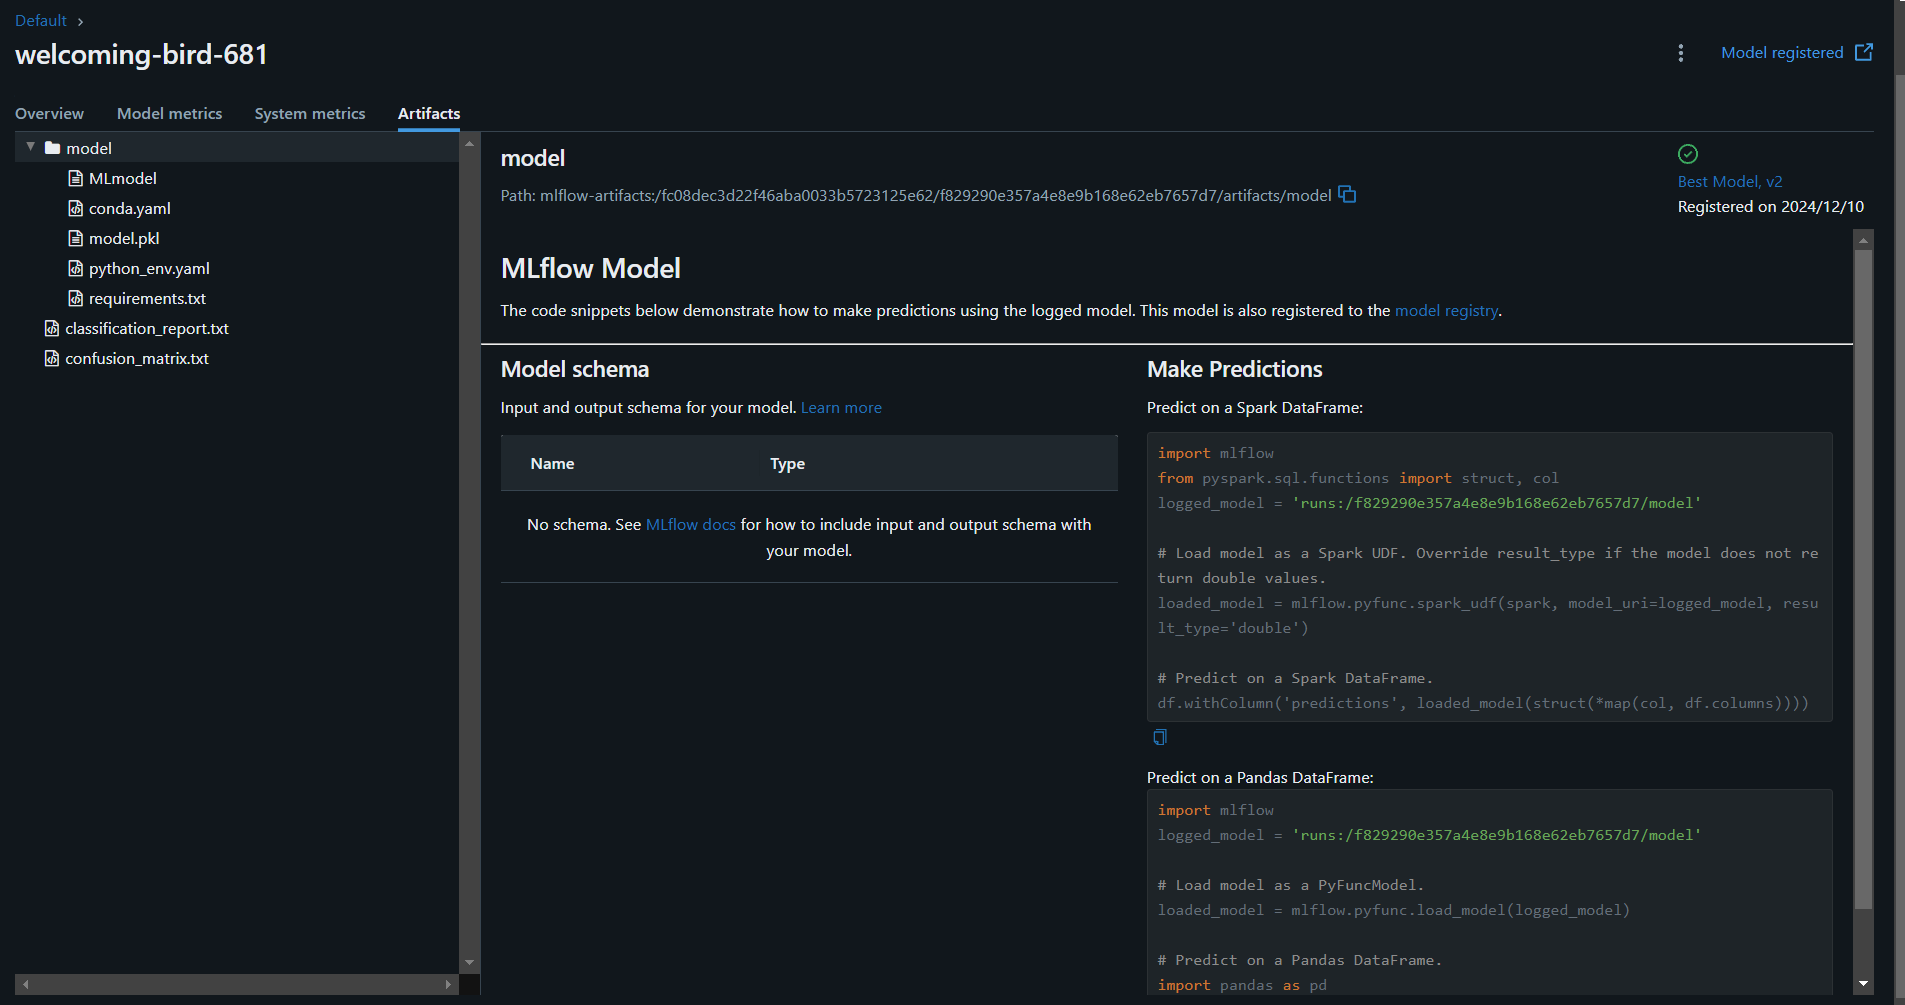 Default
welcoming-bird-681
Model registered
Overview Model metrics System metrics Artifacts
model
MLmodel
conda.yaml
model.pkl
python_env.yaml
requirements.txt
classification_report.txt
confusion_matrix.txt
model
Path: mlflow-artifacts:/fc08dec3d22f46aba0033b5723125e62/f829290e357a4e8e9b168e62eb7657d7/artifacts/model
Best Model, v2
Registered on 2024/12/10
MLflow Model
The code snippets below demonstrate how to make predictions using the logged model. This model is also registered to the model registry.
Model schema
Input and output schema for your model. Learn more
Name Type
No schema. See MLflow docs for how to include input and output schema with
your model.
Make Predictions
Predict on a Spark DataFrame:
import mlflow
from pyspark.sql.functions import struct, col
logged_model = 'runs:/f829290e357a4e8e9b168e62eb7657d7/model'
# Load model as a Spark UDF. Override result_type if the model does not re
turn double values.
loaded_model = mlflow.pyfunc.spark_udf(spark, model_uri=logged_model, resu
lt_type='double')
# Predict on a Spark DataFrame.
df.withColumn('predictions', loaded_model(struct(*map(col, df.columns))))
Predict on a Pandas DataFrame:
import mlflow
logged_model = 'runs:/f829290e357a4e8e9b168e62eb7657d7/model'
# Load model as a PyFuncModel.
loaded_model = mlflow.pyfunc.load_model(logged_model)
# Predict on a Pandas DataFrame.
import pandas as pd